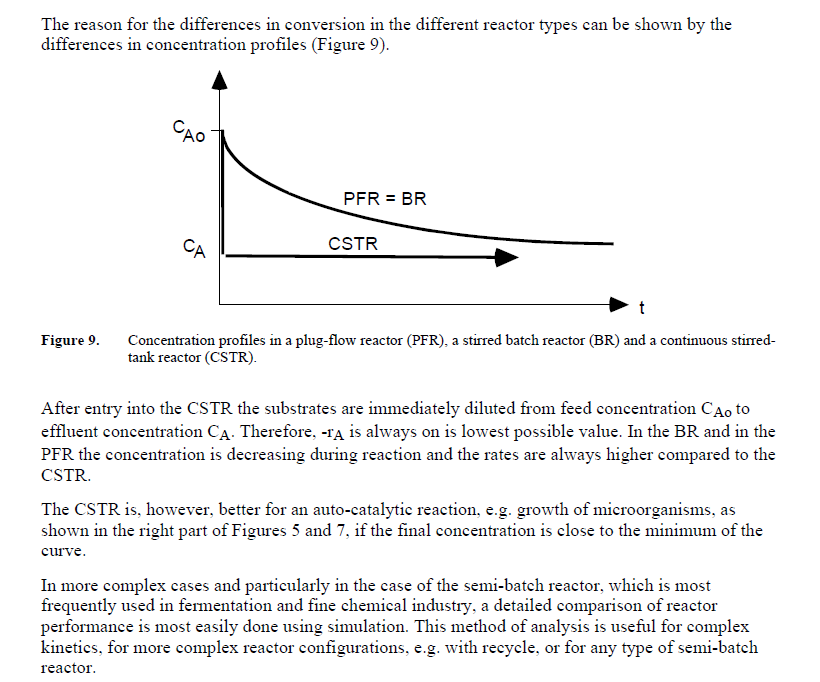 The reason for the differences in conversion in the different reactor types can be shown by the
differences in concentration profiles (Figure 9).
CAo
PFR = BR
CA
CSTR
t
Figure 9. Concentration profiles in a plug-flow reactor (PFR), a stirred batch reactor (BR) and a continuous stirred-
tank reactor (CSTR).
After entry into the CSTR the substrates are immediately diluted from feed concentration CAo to
effluent concentration CA. Therefore, -rA is always on is lowest possible value. In the BR and in the
PFR the concentration is decreasing during reaction and the rates are always higher compared to the
CSTR.
The CSTR is, however, better for an auto-catalytic reaction, e.g. growth of microorganisms, as
shown in the right part of Figures 5 and 7, if the final concentration is close to the minimum of the
curve.
In more complex cases and particularly in the case of the semi-batch reactor, which is most
frequently used in fermentation and fine chemical industry, a detailed comparison of reactor
performance is most easily done using simulation. This method of analysis is useful for complex
kinetics, for more complex reactor configurations, e.g. with recycle, or for any type of semi-batch
reactor.